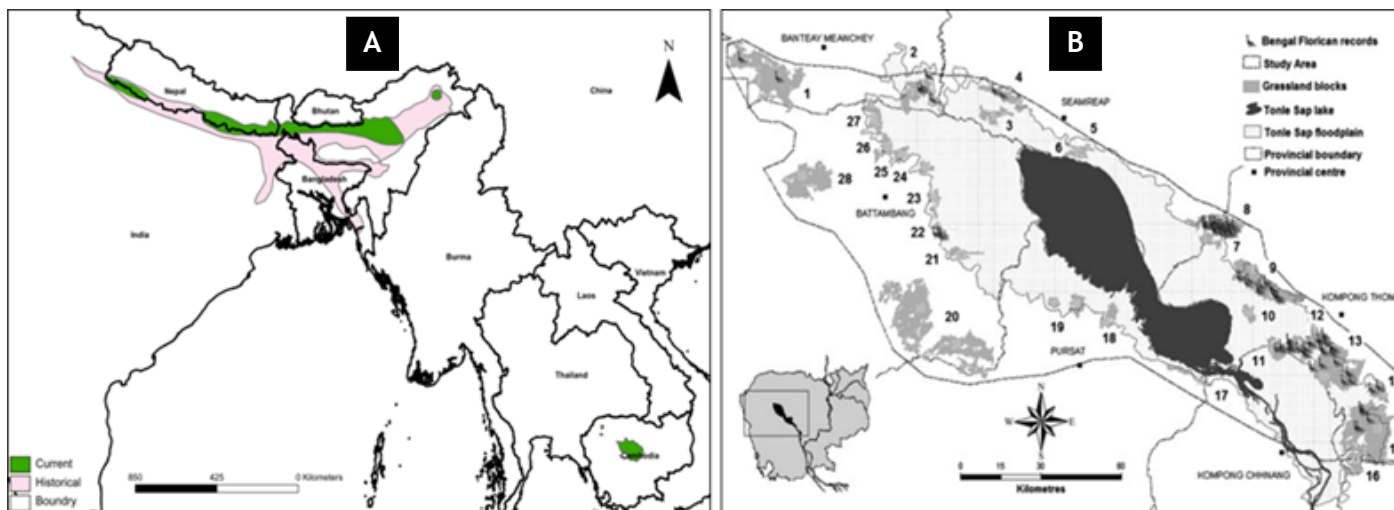 A
N
Nepal
Bhutan
China
Bangladesh
India
Burma
Vietnam
Laos
Thailand
Cambodia
Current
Historical
Boundry
850
425
0 Kilometers
B
BANTEAY MEANCHEY
2
4
1
SEAMREAP
27
3
5
26
6
25
24
28
23
BATTAMBANG
8
22
7
21
9
KOMPONG THOM
20
10
12
19
18
13
11
PURSAT
17
16
KOMPONG CHHNANG
Bengal Florican records
Study Area
Grassland blocks
Tonle Sap lake
Tonle Sap floodplain
Provincial boundary
Provincial centre
N
W
E
S
0
15
30
60
Kilometres